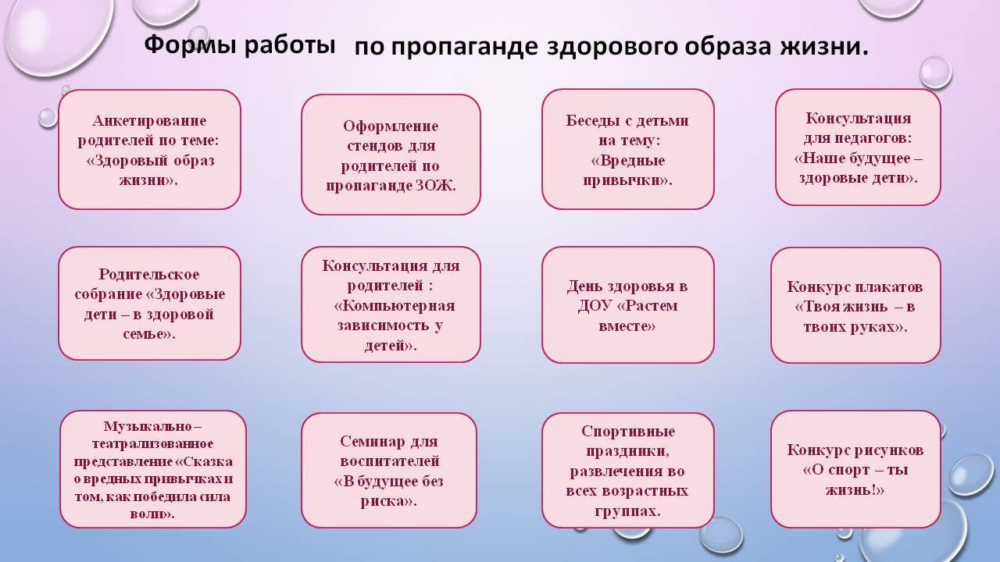 Формы работы по пропаганде здорового образа жизни.
Анкетирование
родителей по теме:
«Здоровый образ
жизни».
Оформление
стендов для
родителей по
пропаганде ЗОЖ.
Беседы с детьми
на тему:
«Вредные
привычки».
Консультация
для педагогов:
«Наше будущее –
здоровые дети».
Родительское
собрание «Здоровые
дети – в здоровой
семье».
Консультация для
родителей :
«Компьютерная
зависимость у
детей».
День здоровья в
ДОУ «Растем
вместе»
Конкурс плакатов
«Твоя жизнь – в
твоих руках».
Музыкально –
театрализованное
представление «Сказка
о вредных привычках и
том, как победила сила
воли».
Семинар для
воспитателей
«В будущее без
риска».
Спортивные
праздники,
развлечения во
всех возрастных
группах.
Конкурс рисунков
«О спорт – ты
жизнь!»